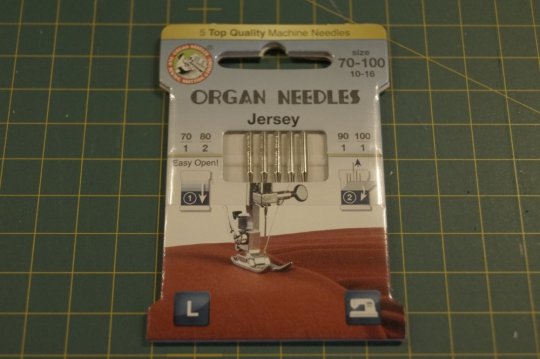 5 Top Quality Machine Needles
size
70-100
10-16
ORGAN NEEDLES
Jersey
70 80
1 2
90 100
1 1
Easy Open!
1
2
L